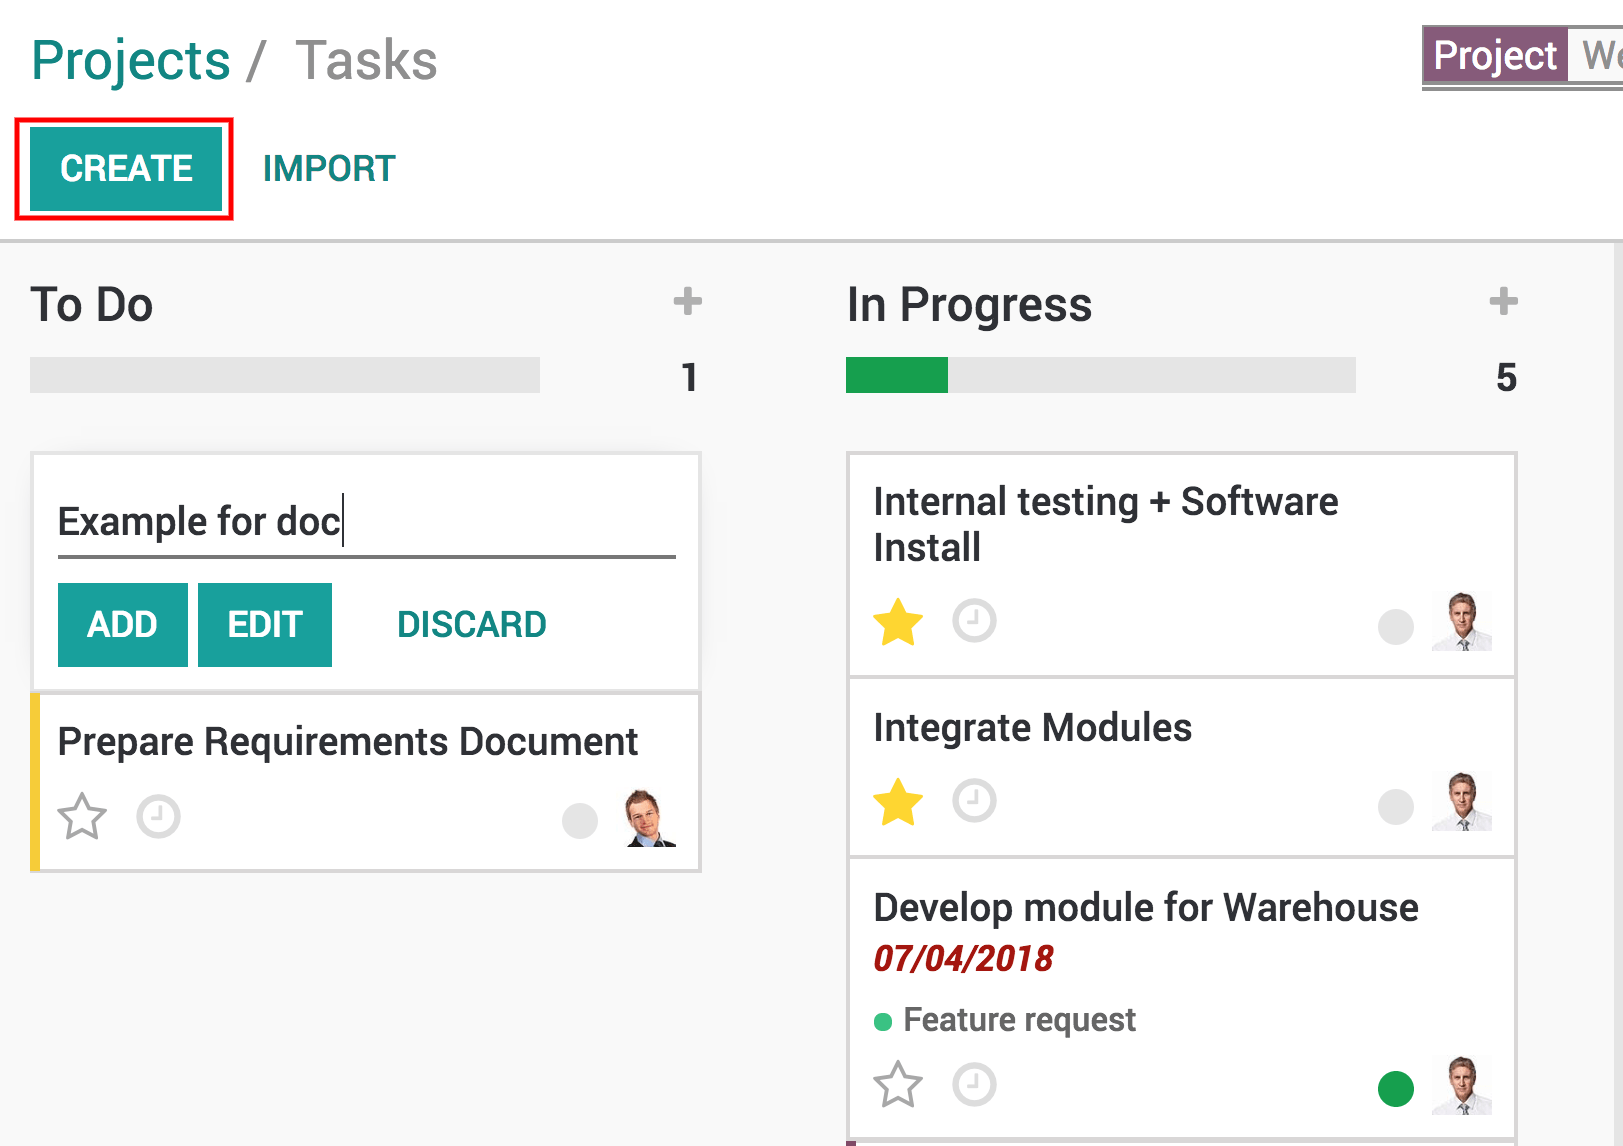 Projects / Tasks
Project
CREATE
IMPORT
To Do
1
Example for doc
ADD
EDIT
DISCARD
Prepare Requirements Document
In Progress
5
Internal testing + Software
Install
Integrate Modules
Develop module for Warehouse
07/04/2018
Feature request